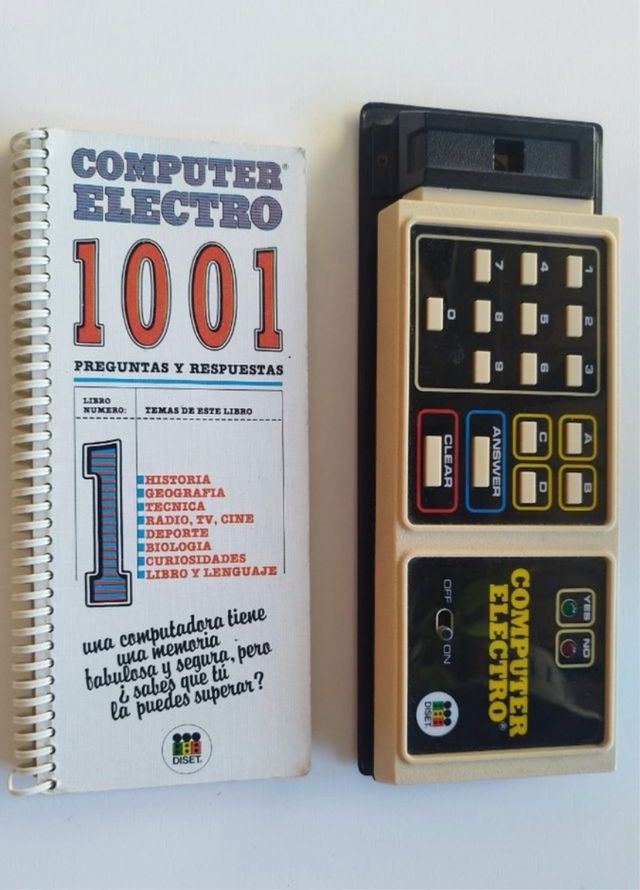 COMPUTER®
ELECTRO
1001
PREGUNTAS Y RESPUESTAS
LIBRO
NUMERO:
TEMAS DE ESTE LIBRO
1
HISTORIA
GEOGRAFIA
TECNICA
RADIO, TV, CINE
DEPORTE
BIOLOGIA
CURIOSIDADES
LIBRO Y LENGUAJE
una computadora tiene
una memoria
babulosa y segura, pero
¿ sabes que tú
la puedes superar?
DISET
1 2 3
4 5 6
7 8 9
0
A B
C D
ANSWER
CLEAR
YES NO
COMPUTER
ELECTRO®
OFF ON
DISET